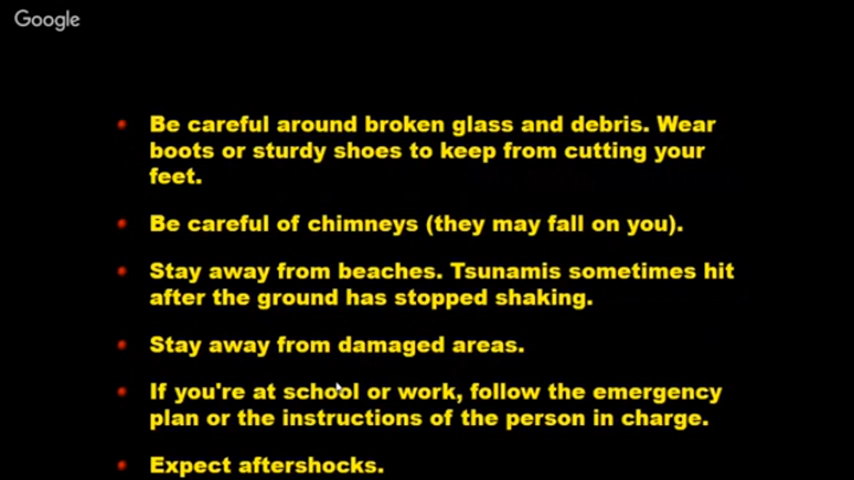 Google
Be careful around broken glass and debris. Wear
boots or sturdy shoes to keep from cutting your
feet.
Be careful of chimneys (they may fall on you).
Stay away from beaches. Tsunamis sometimes hit
after the ground has stopped shaking.
Stay away from damaged areas.
If you're at school or work, follow the emergency
plan or the instructions of the person in charge.
Expect aftershocks.